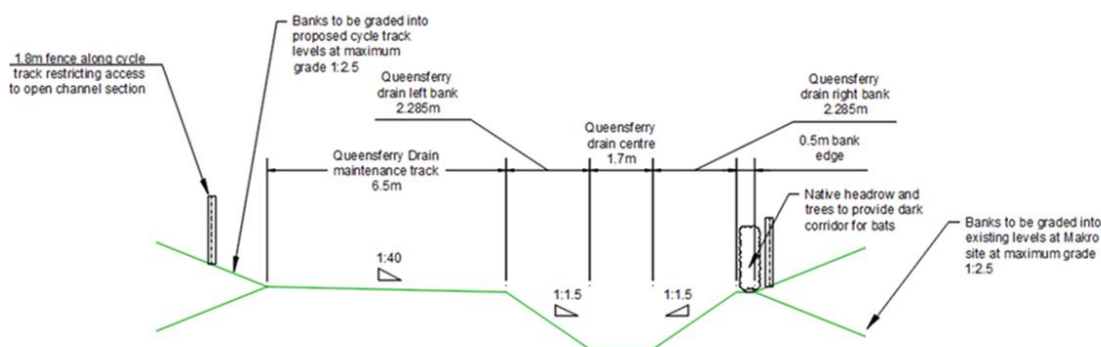 Banks to be graded into
proposed cycle track
levels at maximum
grade 1:2.5
1.8m fence along cycle
track restricting access
to open channel section
Queensferry
drain left bank
2.285m
Queensferry
drain right bank
2.285m
Queensferry
drain centre
1.7m
0.5m bank
edge
Queensferry Drain
maintenance track
6.5m
Native headrow and
trees to provide dark
corridor for bats
Banks to be graded into
existing levels at Makro
site at maximum grade
1:2.5
1:40
1:1.5
1:1.5